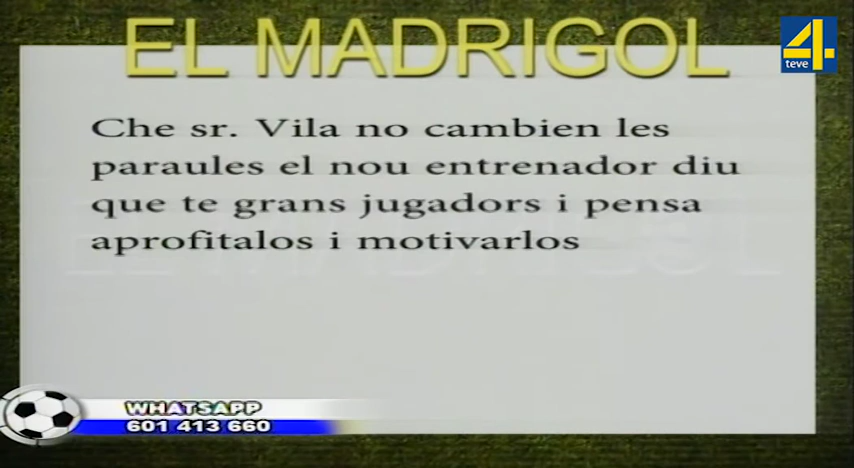 EL MADRIGOL
4
teve
Che sr. Vila no cambien les
paraules el nou entrenador diu
que te grans jugadors i pensa
aprofitalos i motivarlos
WHATSAPP
601 413 660